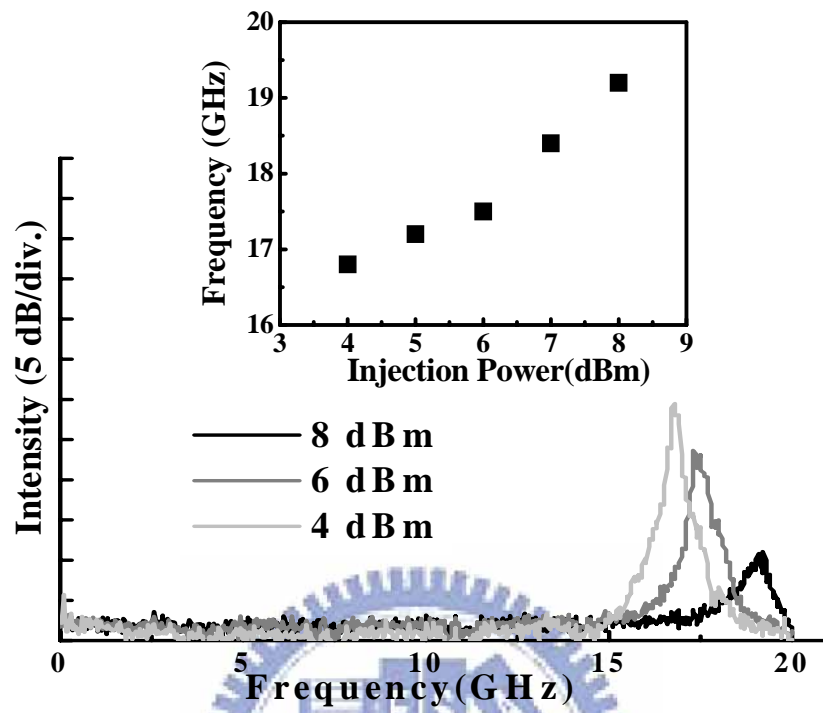 20
19
18
17
16
Frequency (GHz)
3 4 5 6 7 8 9
Injection Power(dBm)
Intensity (5 dB/div.)
8 dBm
6 dBm
4 dBm
0 5 10 15 20
Frequency(GHz)